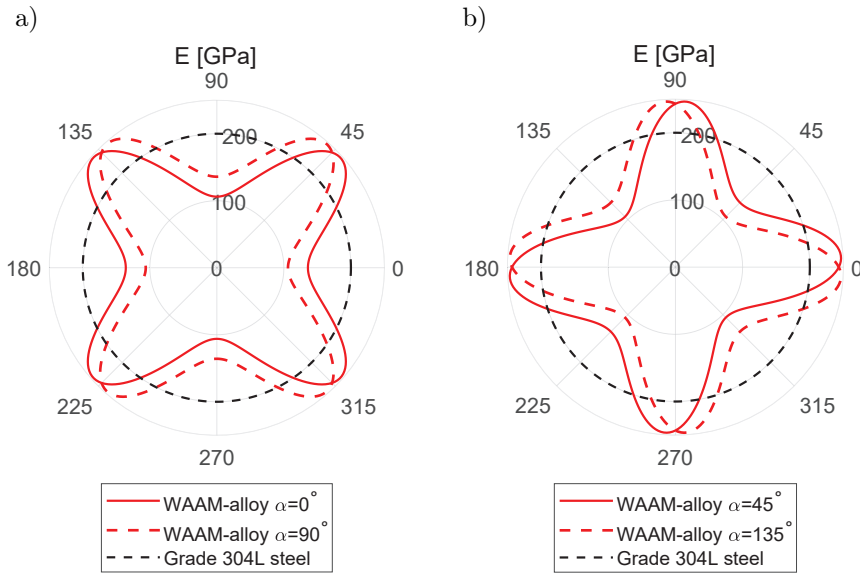 a)
E [GPa]
90
135
45
200
100
180
0
0
225
315
270
WAAM-alloy α=0°
WAAM-alloy α=90°
Grade 304L steel
b)
E [GPa]
90
135
45
200
100
180
0
0
225
315
270
WAAM-alloy α=45°
WAAM-alloy α=135°
Grade 304L steel